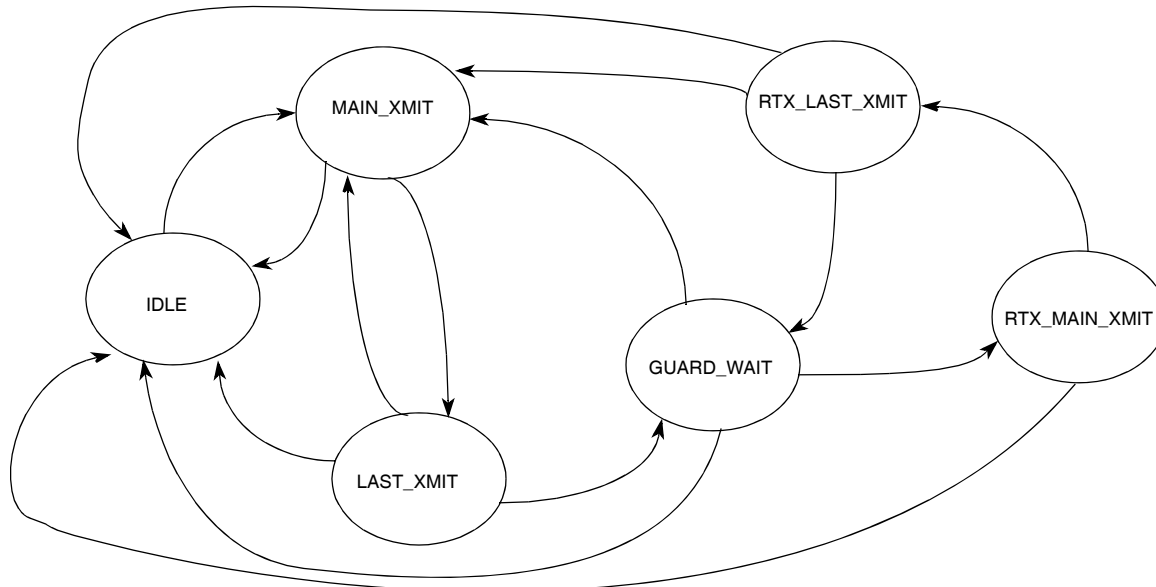 RTX_LAST_XMIT
MAIN_XMIT
IDLE
RTX_MAIN_XMIT
GUARD_WAIT
LAST_XMIT